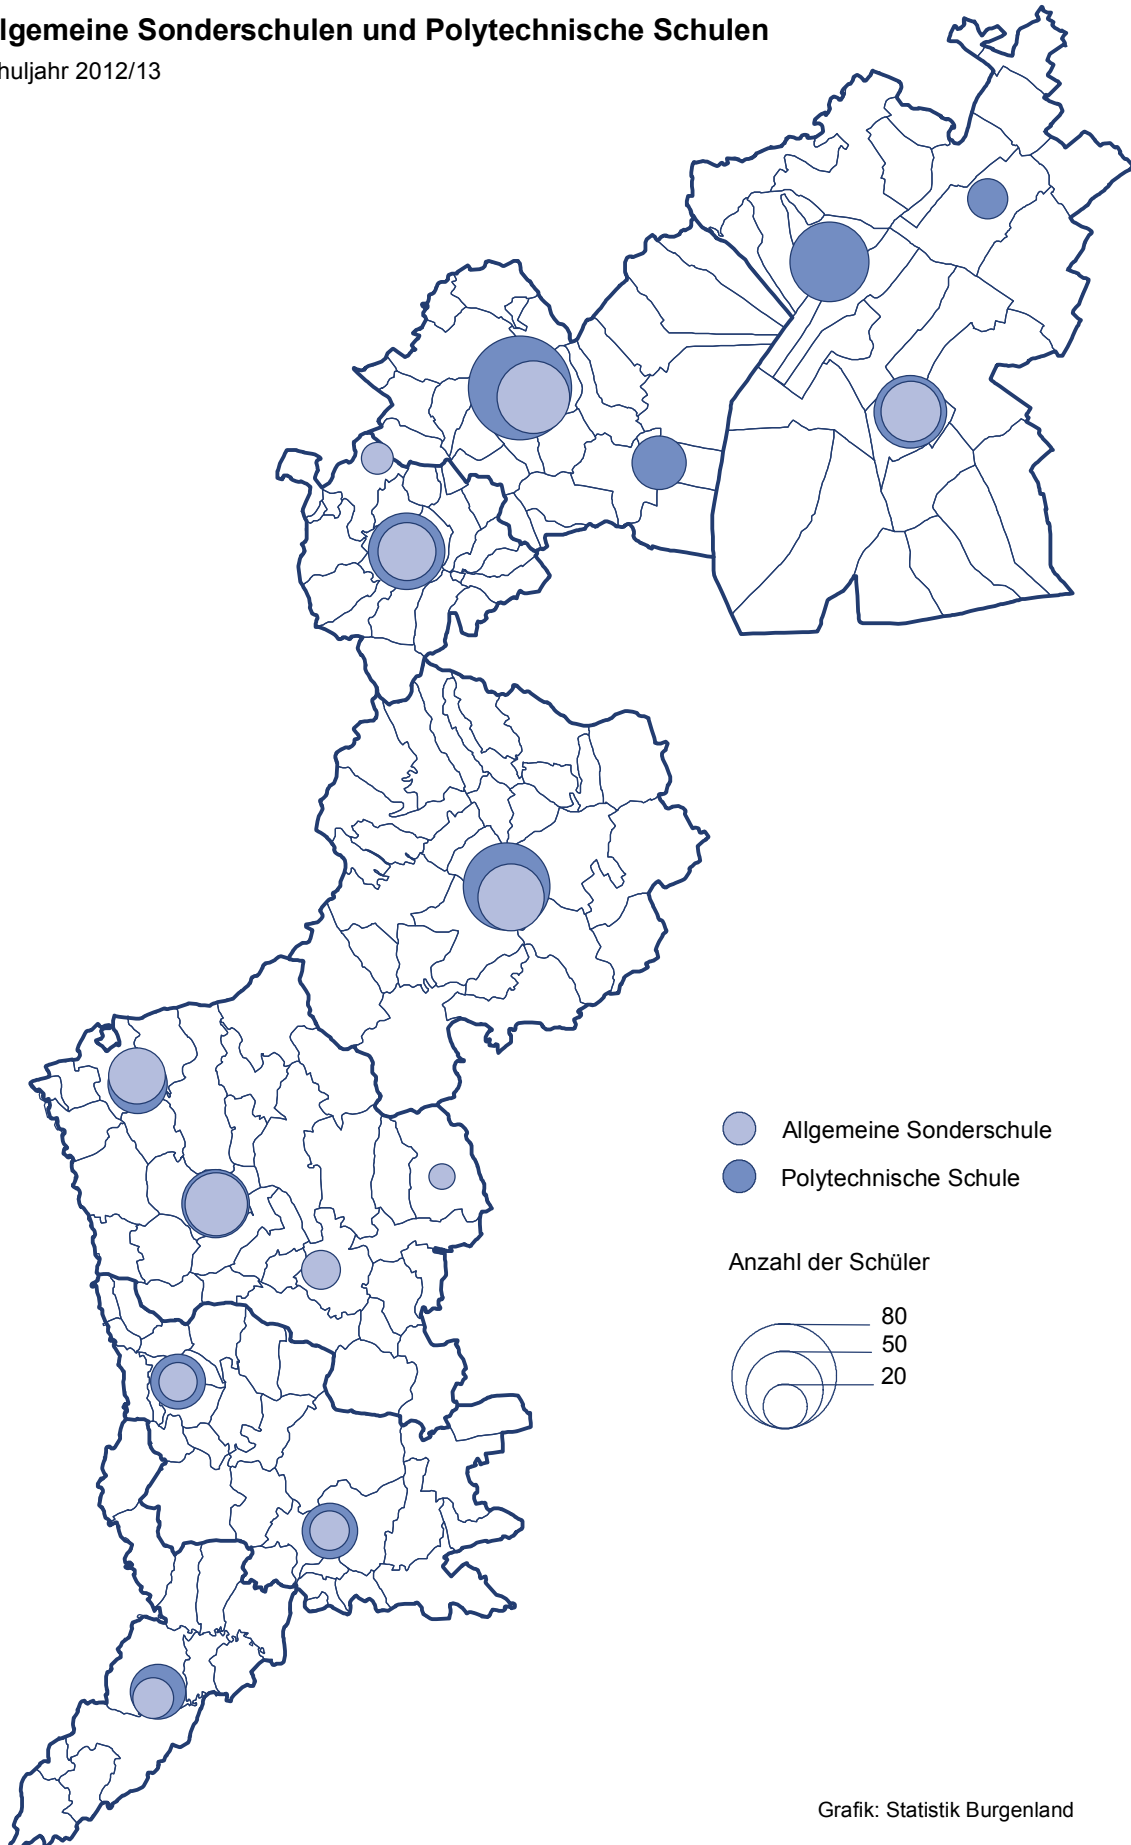 lgemeine Sonderschulen und Polytechnische Schulen
huljahr 2012/13
Allgemeine Sonderschule
Polytechnische Schule
Anzahl der Schüler
80
50
20
Grafik: Statistik Burgenland